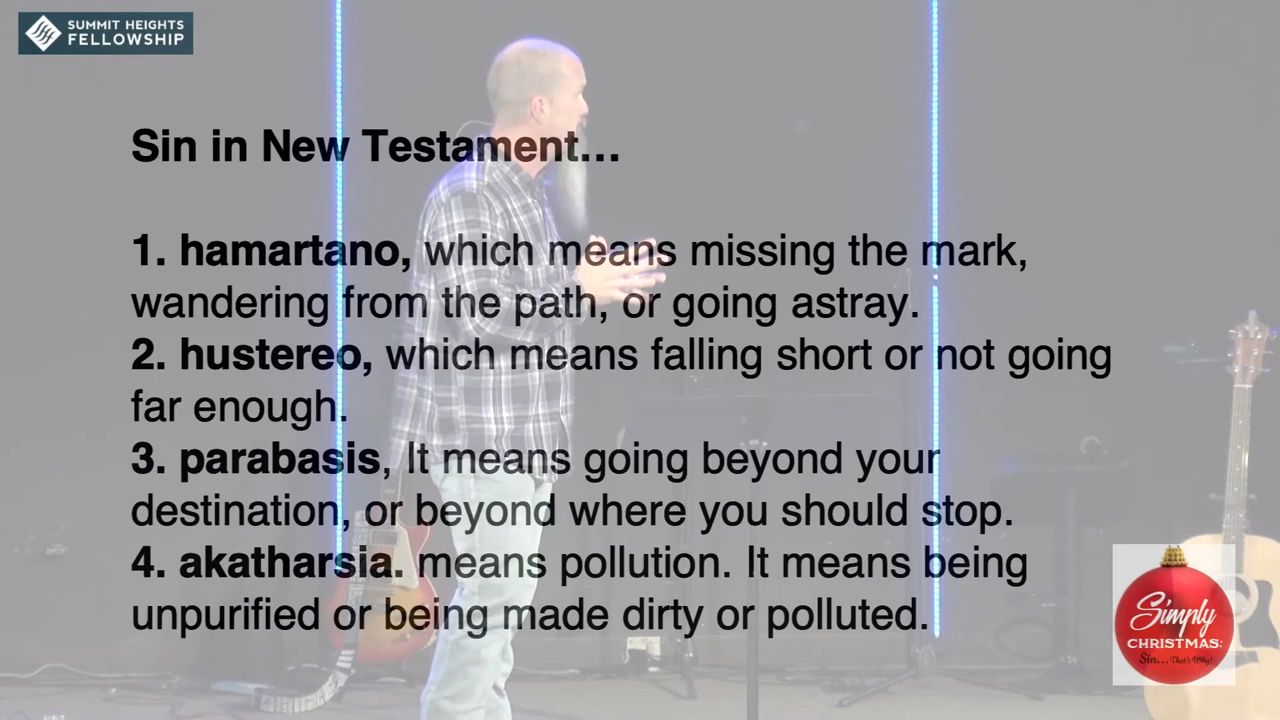 SUMMIT HEIGHTS
FELLOWSHIP
Sin in New Testament...
1. hamartano, which means missing the mark,
wandering from the path, or going astray.
2. hustereo, which means falling short or not going
far enough.
3. parabasis, It means going beyond your
destination, or beyond where you should stop.
4. akatharsia. means pollution. It means being
unpurified or being made dirty or polluted.
Simply
CHRISTMAS:
Sin... That's Why!